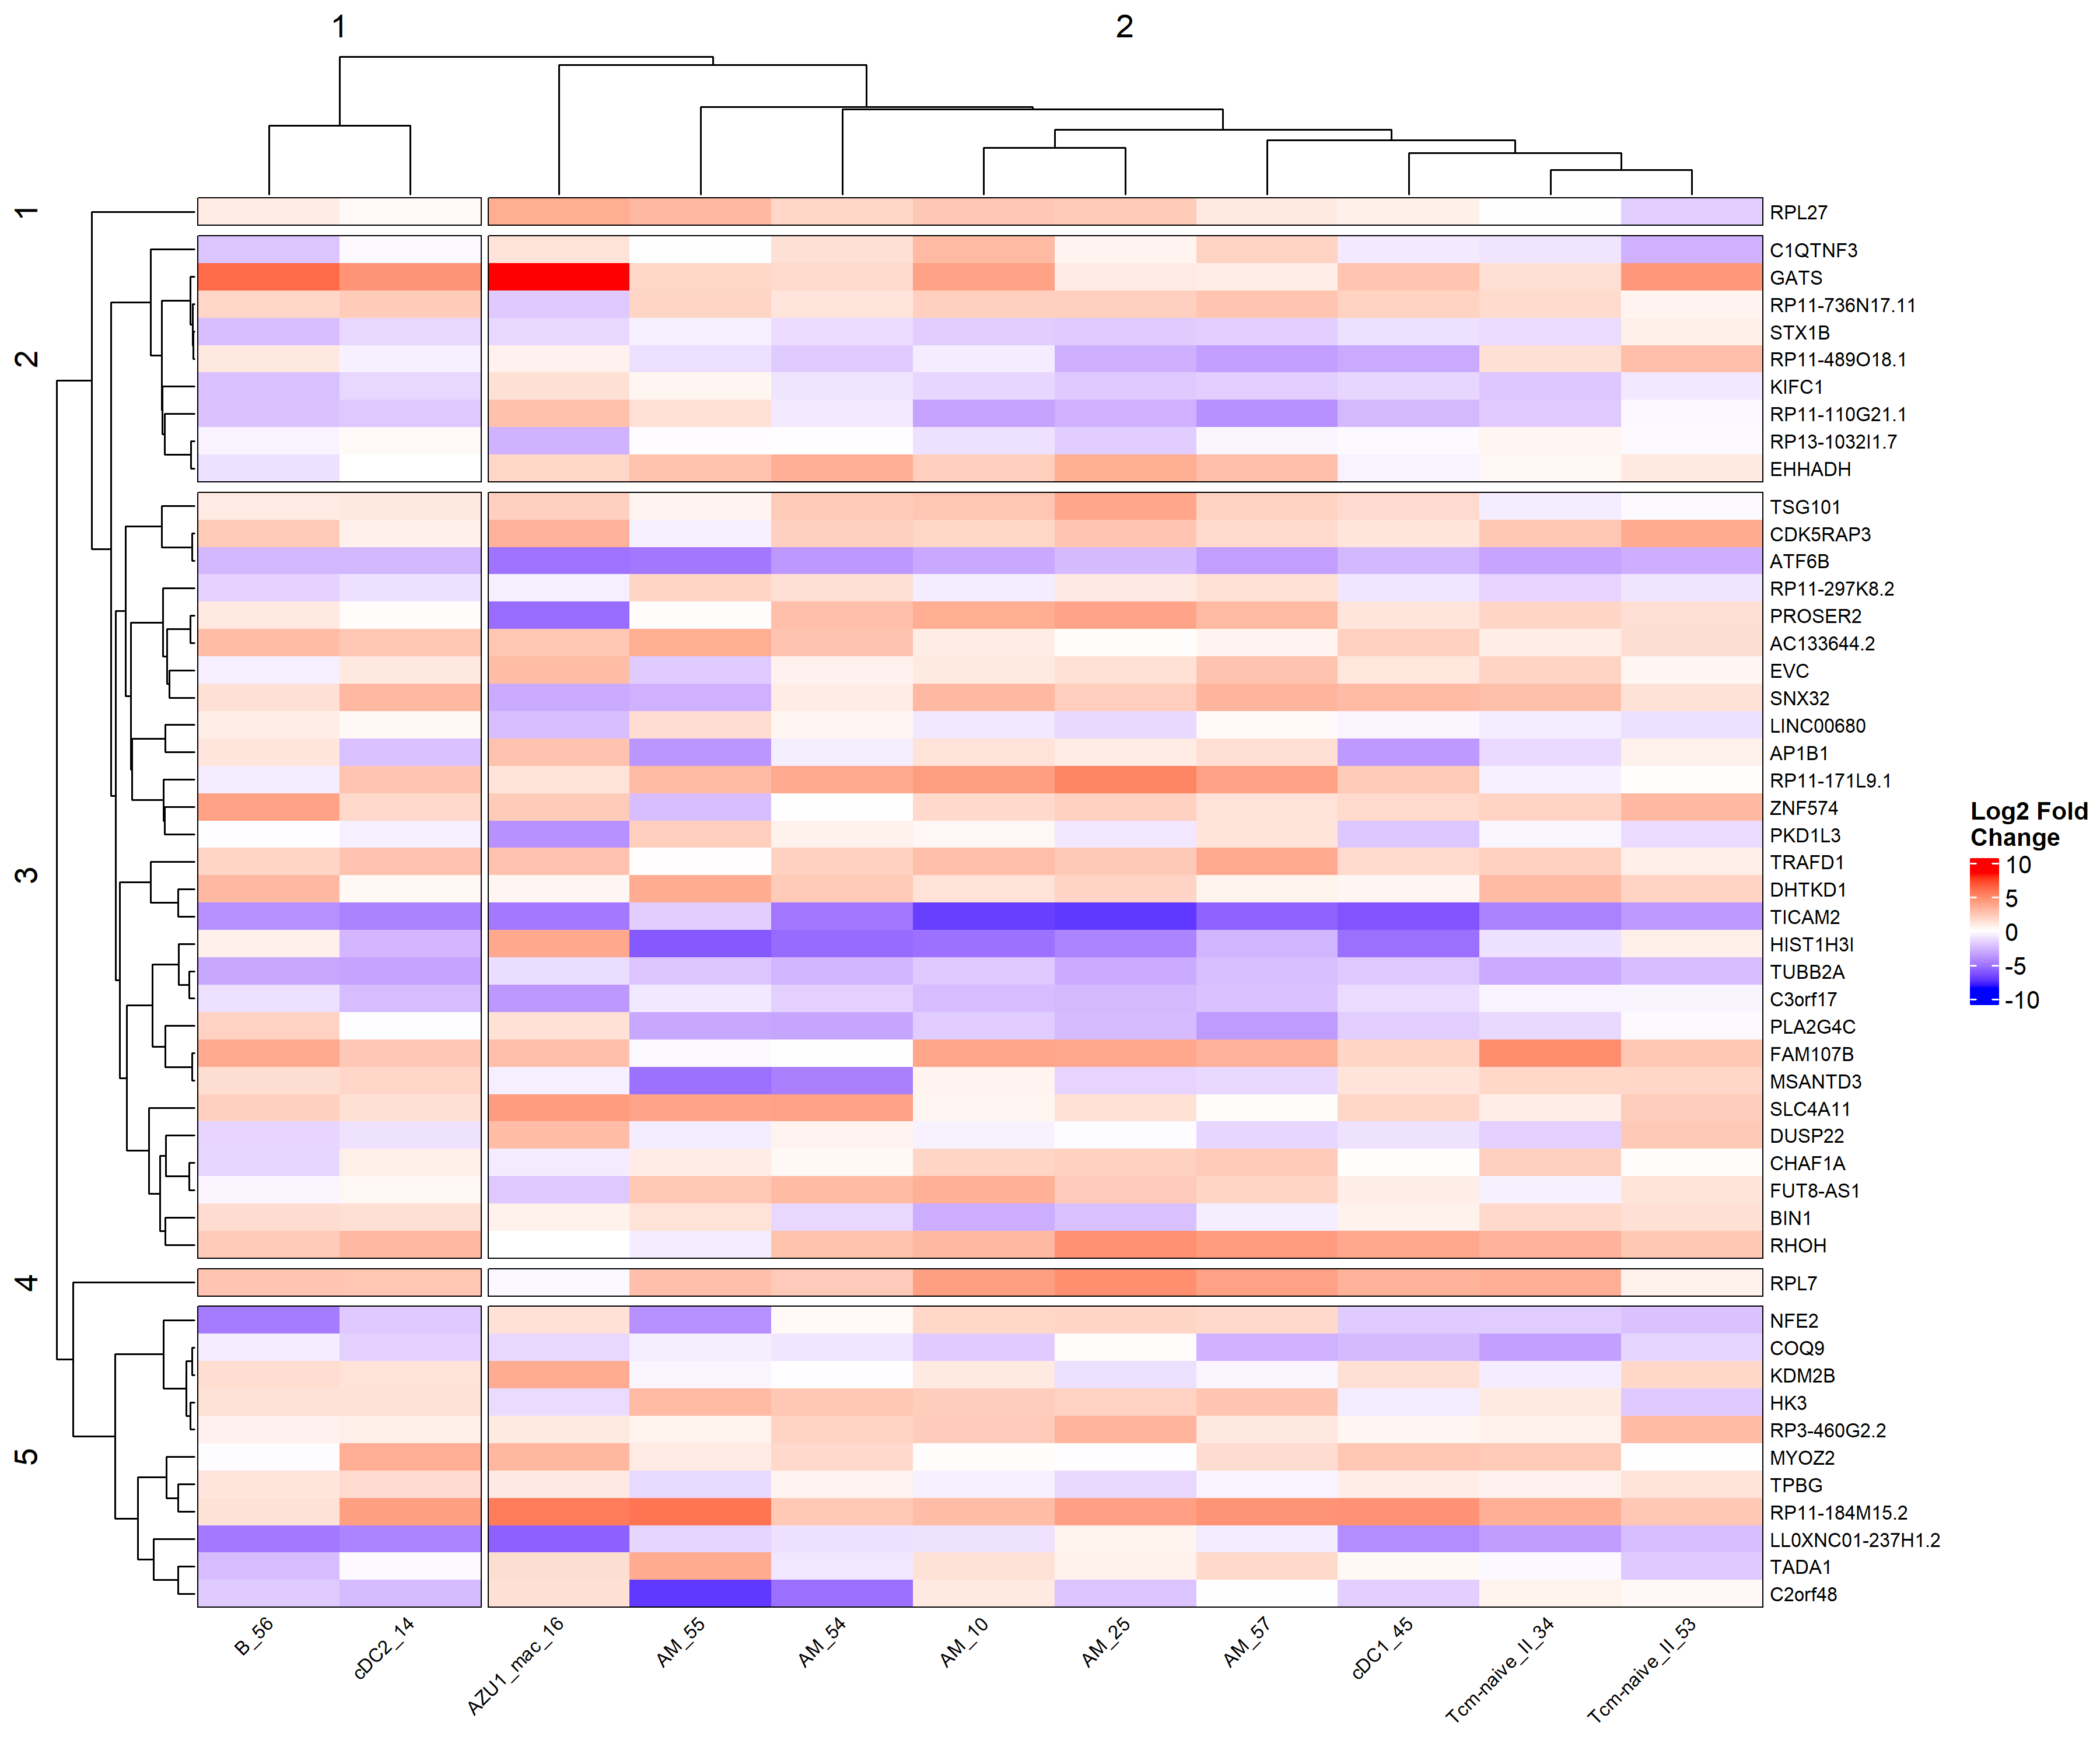 1
2
1
2
3
4
5
RPL27
C1QTNF3
GATS
RP11-736N17.11
STX1B
RP11-489O18.1
KIFC1
RP11-110G21.1
RP13-1032I1.7
EHHADH
TSG101
CDK5RAP3
ATF6B
RP11-297K8.2
PROSER2
AC133644.2
EVC
SNX32
LINC00680
AP1B1
RP11-171L9.1
ZNF574
PKD1L3
TRAFD1
DHTKD1
TICAM2
HIST1H3I
TUBB2A
C3orf17
PLA2G4C
FAM107B
MSANTD3
SLC4A11
DUSP22
CHAF1A
FUT8-AS1
BIN1
RHOH
RPL7
NFE2
COQ9
KDM2B
HK3
RP3-460G2.2
MYOZ2
TPBG
RP11-184M15.2
LL0XNC01-237H1.2
TADA1
C2orf48
Log2 Fold
Change
10
5
0
-5
-10
B_56
cDC2_14
AZU1_mac_16
AM_55
AM_54
AM_10
AM_25
AM_57
cDC1_45
Tcm-naive_II_34
Tcm-naive_II_53